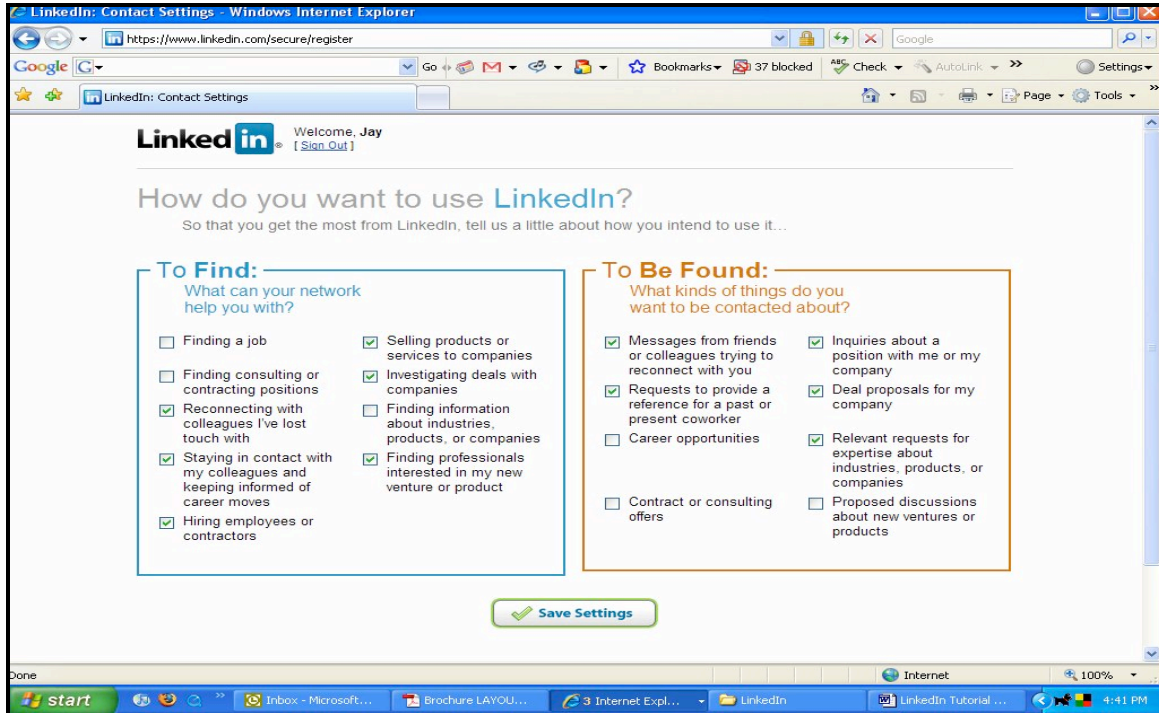 LinkedIn: Contact Settings - Windows Internet Explorer
https://www.linkedin.com/secure/register
Google
Google G
Go
Bookmarks
37 blocked
ABC Check
AutoLink
Settings
LinkedIn: Contact Settings
Page
Tools
Linked in®
Welcome, Jay
[ Sign Out ]
How do you want to use LinkedIn?
So that you get the most from LinkedIn, tell us a little about how you intend to use it...
To Find:
What can your network
help you with?
Finding a job
Finding consulting or
contracting positions
Reconnecting with
colleagues I've lost
touch with
Staying in contact with
my colleagues and
keeping informed of
career moves
Hiring employees or
contractors
Selling products or
services to companies
Investigating deals with
companies
Finding information
about industries,
products, or companies
Finding professionals
interested in my new
venture or product
To Be Found:
What kinds of things do you
want to be contacted about?
Messages from friends
or colleagues trying to
reconnect with you
Requests to provide a
reference for a past or
present coworker
Career opportunities
Contract or consulting
offers
Inquiries about a
position with me or my
company
Deal proposals for my
company
Relevant requests for
expertise about
industries, products, or
companies
Proposed discussions
about new ventures or
products
Save Settings
Done
Internet
100%
start
Inbox - Microsoft...
Brochure LAYOU...
3 Internet Expl...
LinkedIn
LinkedIn Tutorial ...
4:41 PM